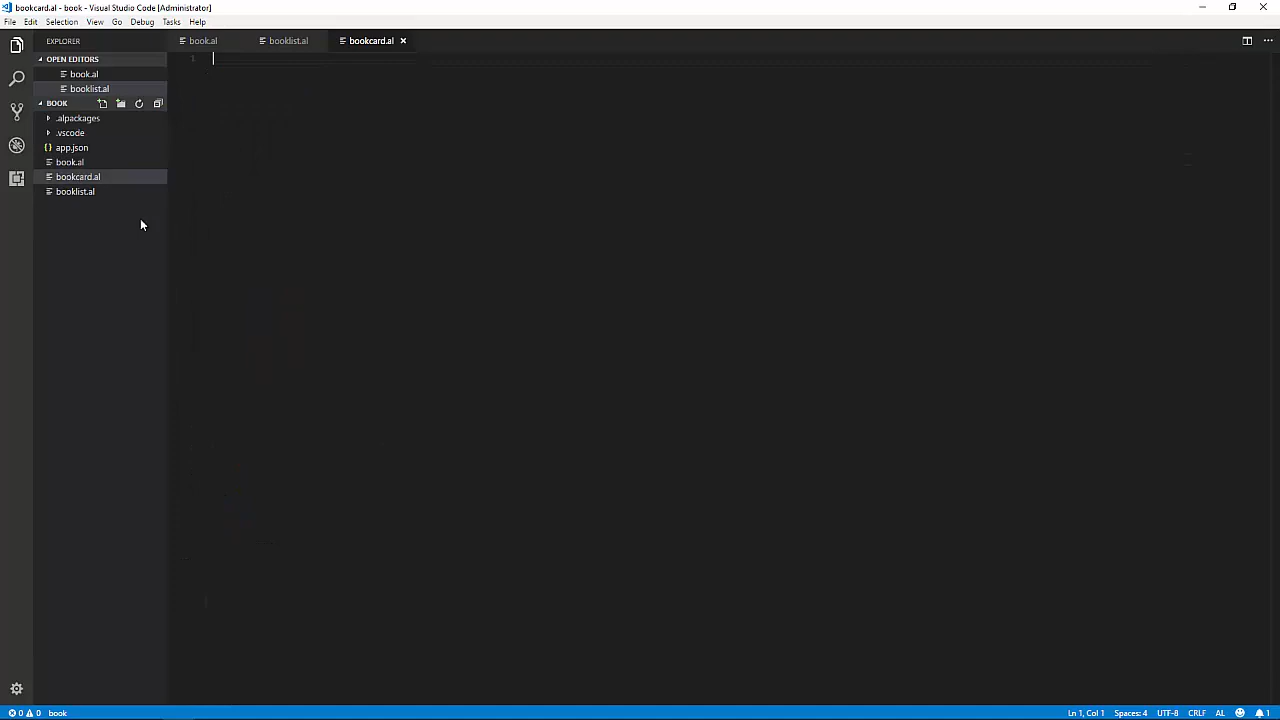 bookcard.al - book - Visual Studio Code [Administrator]
File Edit Selection View Go Debug Tasks Help
EXPLORER
book.al booklist.al bookcard.al
OPEN EDITORS
book.al
booklist.al
BOOK
.alpackages
.vscode
{} app.json
book.al
bookcard.al
booklist.al
1
0 0 book
Ln 1, Col 1 Spaces: 4 UTF-8 CRLF AL 1